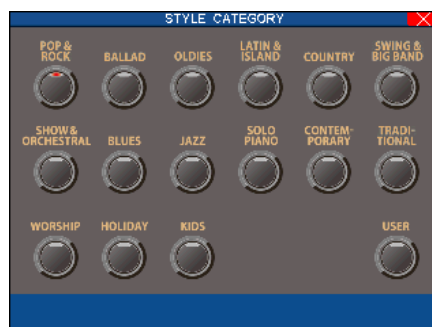 STYLE CATEGORY
POP &
ROCK
BALLAD
OLDIES
LATIN &
ISLAND
COUNTRY
SWING &
BIG BAND
SHOW &
ORCHESTRAL
BLUES
JAZZ
SOLO
PIANO
CONTEM-
PORARY
TRADI-
TIONAL
WORSHIP
HOLIDAY
KIDS
USER